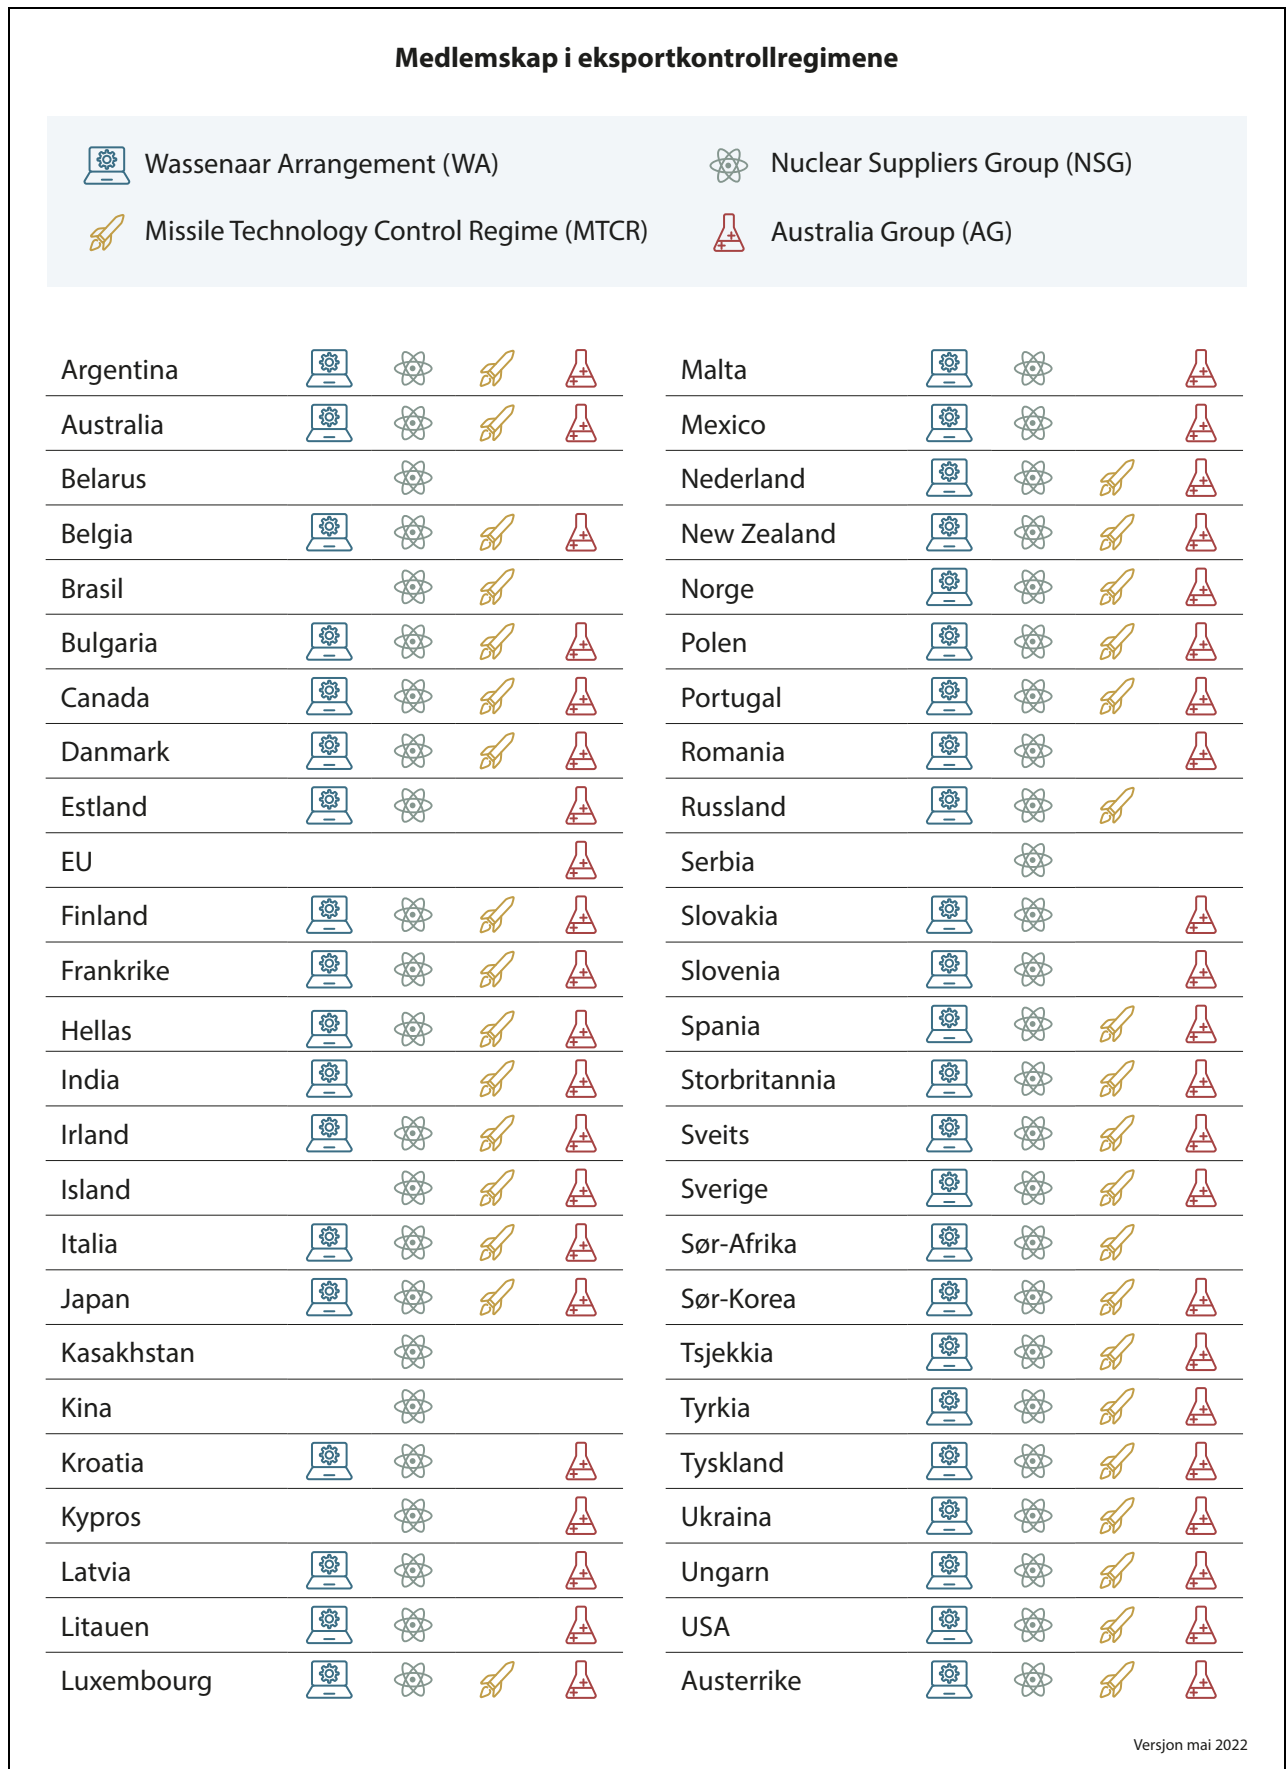 Medlemskap i eksportkontrollregimene
Wassenaar Arrangement (WA)
Nuclear Suppliers Group (NSG)
Missile Technology Control Regime (MTCR)
Australia Group (AG)
Argentina
Australia
Belarus
Belgia
Brasil
Bulgaria
Canada
Danmark
Estland
EU
Finland
Frankrike
Hellas
India
Irland
Island
Italia
Japan
Kasakhstan
Kina
Kroatia
Kypros
Latvia
Litauen
Luxembourg
Malta
Mexico
Nederland
New Zealand
Norge
Polen
Portugal
Romania
Russland
Serbia
Slovakia
Slovenia
Spania
Storbritannia
Sveits
Sverige
Sør-Afrika
Sør-Korea
Tsjekkia
Tyrkia
Tyskland
Ukraina
Ungarn
USA
Austerrike
Versjon mai 2022